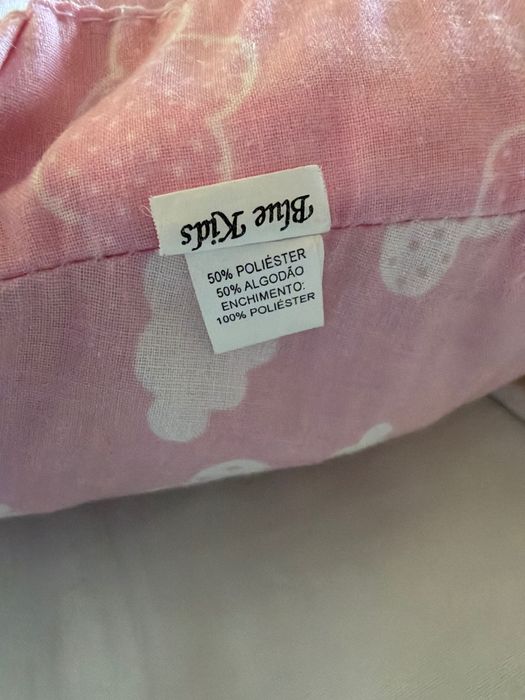 Blue Kids
50% POLIÉSTER
50% ALGODÃO
ENCHIMENTO:
100% POLIÉSTER